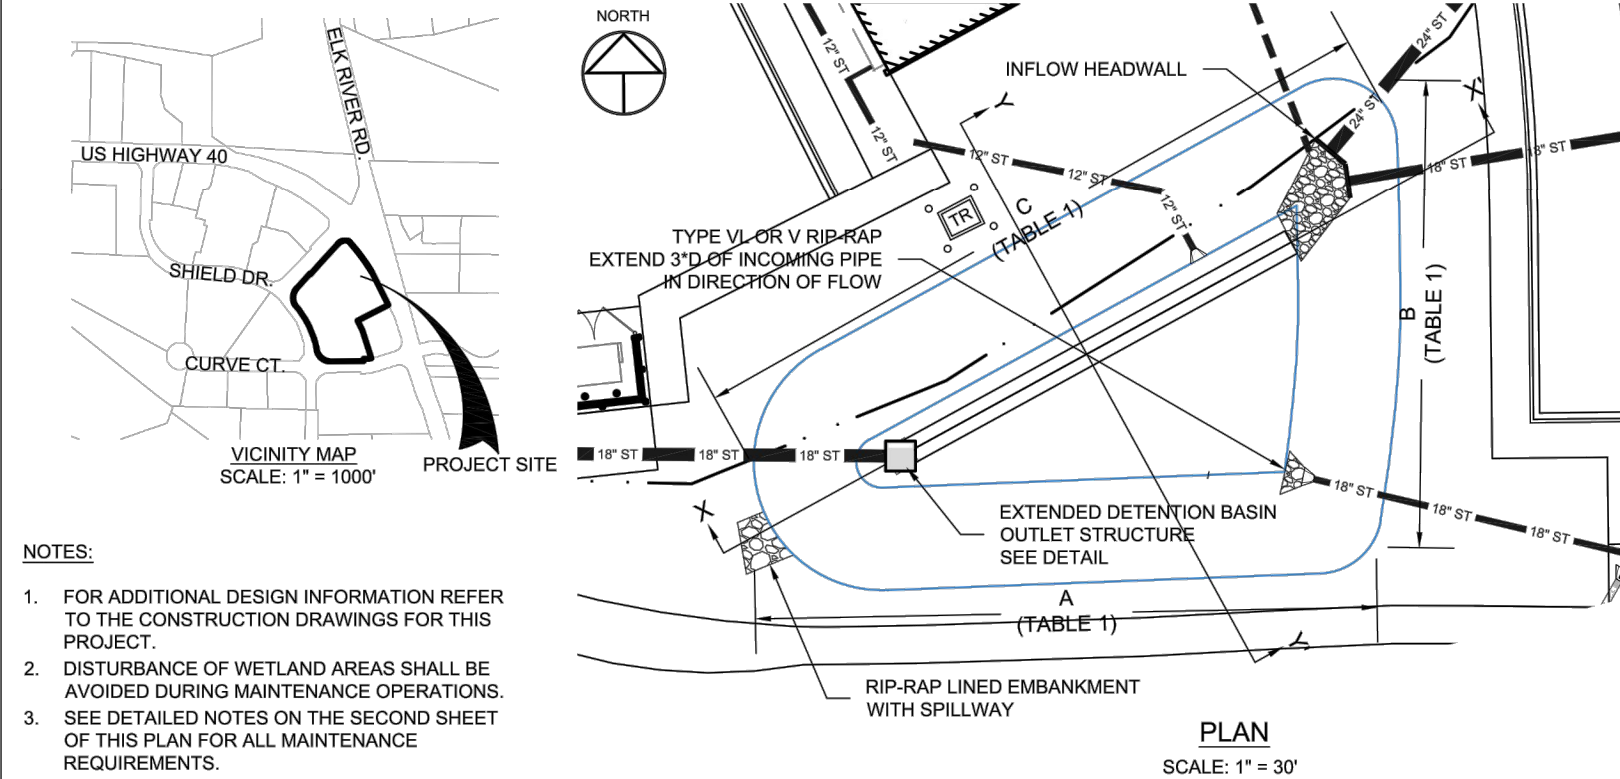 ELK RIVER RD.
US HIGHWAY 40
SHIELD DR.
CURVE CT.
VICINITY MAP
SCALE: 1" = 1000'
PROJECT SITE
NOTES:
1. FOR ADDITIONAL DESIGN INFORMATION REFER
TO THE CONSTRUCTION DRAWINGS FOR THIS
PROJECT.
2. DISTURBANCE OF WETLAND AREAS SHALL BE
AVOIDED DURING MAINTENANCE OPERATIONS.
3. SEE DETAILED NOTES ON THE SECOND SHEET
OF THIS PLAN FOR ALL MAINTENANCE
REQUIREMENTS.
NORTH
12" ST
12" ST
12" ST
12" ST
12" ST
INFLOW HEADWALL
24" ST
24" ST
X'
Y
18" ST
18" ST
TR
C
(TABLE 1)
TYPE VL OR V RIP-RAP
EXTEND 3*D OF INCOMING PIPE
IN DIRECTION OF FLOW
B
(TABLE 1)
18" ST
18" ST
18" ST
18" ST
18" ST
18" ST
X
EXTENDED DETENTION BASIN
OUTLET STRUCTURE
SEE DETAIL
A
(TABLE 1)
Y'
RIP-RAP LINED EMBANKMENT
WITH SPILLWAY
PLAN
SCALE: 1" = 30'